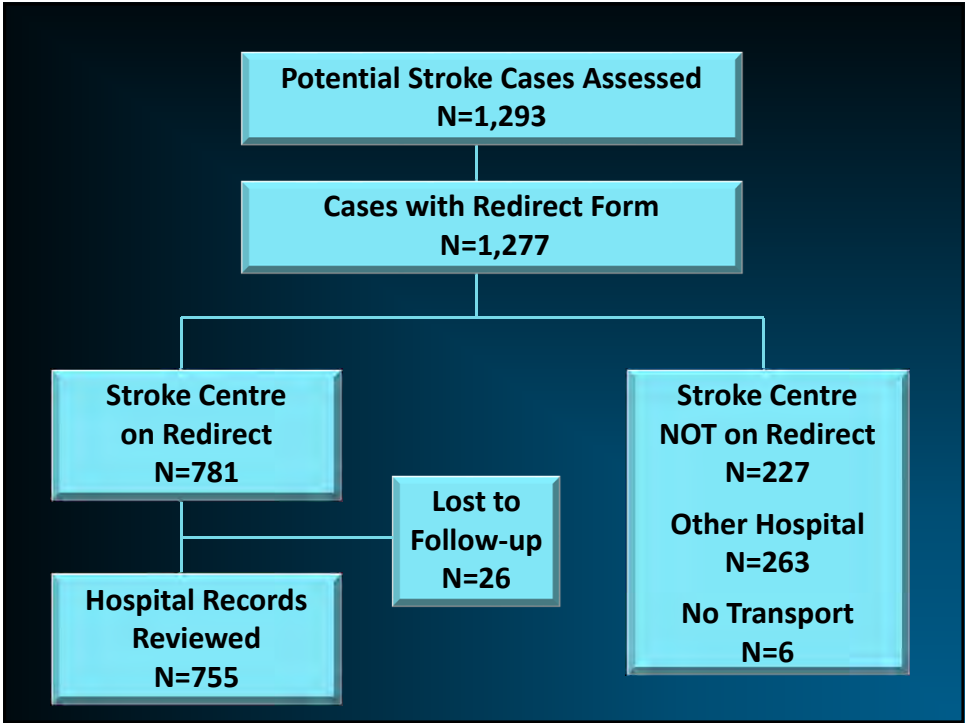 Potential Stroke Cases Assessed
N=1,293
Cases with Redirect Form
N=1,277
Stroke Centre
on Redirect
N=781
Lost to
Follow-up
N=26
Hospital Records
Reviewed
N=755
Stroke Centre
NOT on Redirect
N=227
Other Hospital
N=263
No Transport
N=6